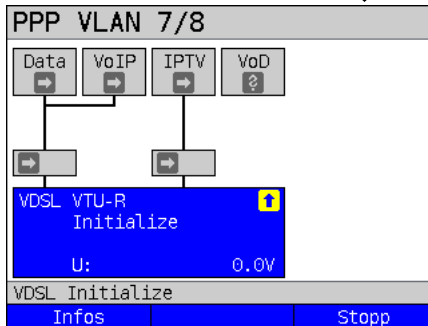 PPP VLAN 7/8
Data VoIP IPTV VoD
?
VDSL VTU-R
Initialize
U: 0.0V
VDSL Initialize
Infos Stopp